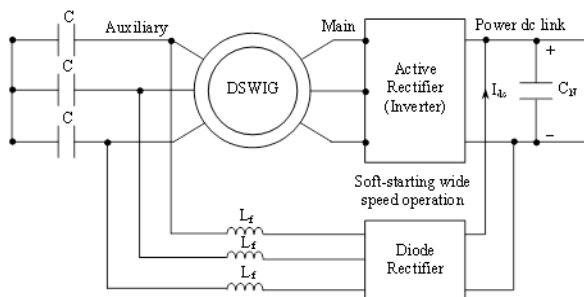 C
Auxiliary
Main
Power dc link
C
C
DSWIG
Active
Rectifier
(Inverter)
+
I_ds
C_N
−
Soft-starting wide
speed operation
L_f
L_f
L_f
Diode
Rectifier